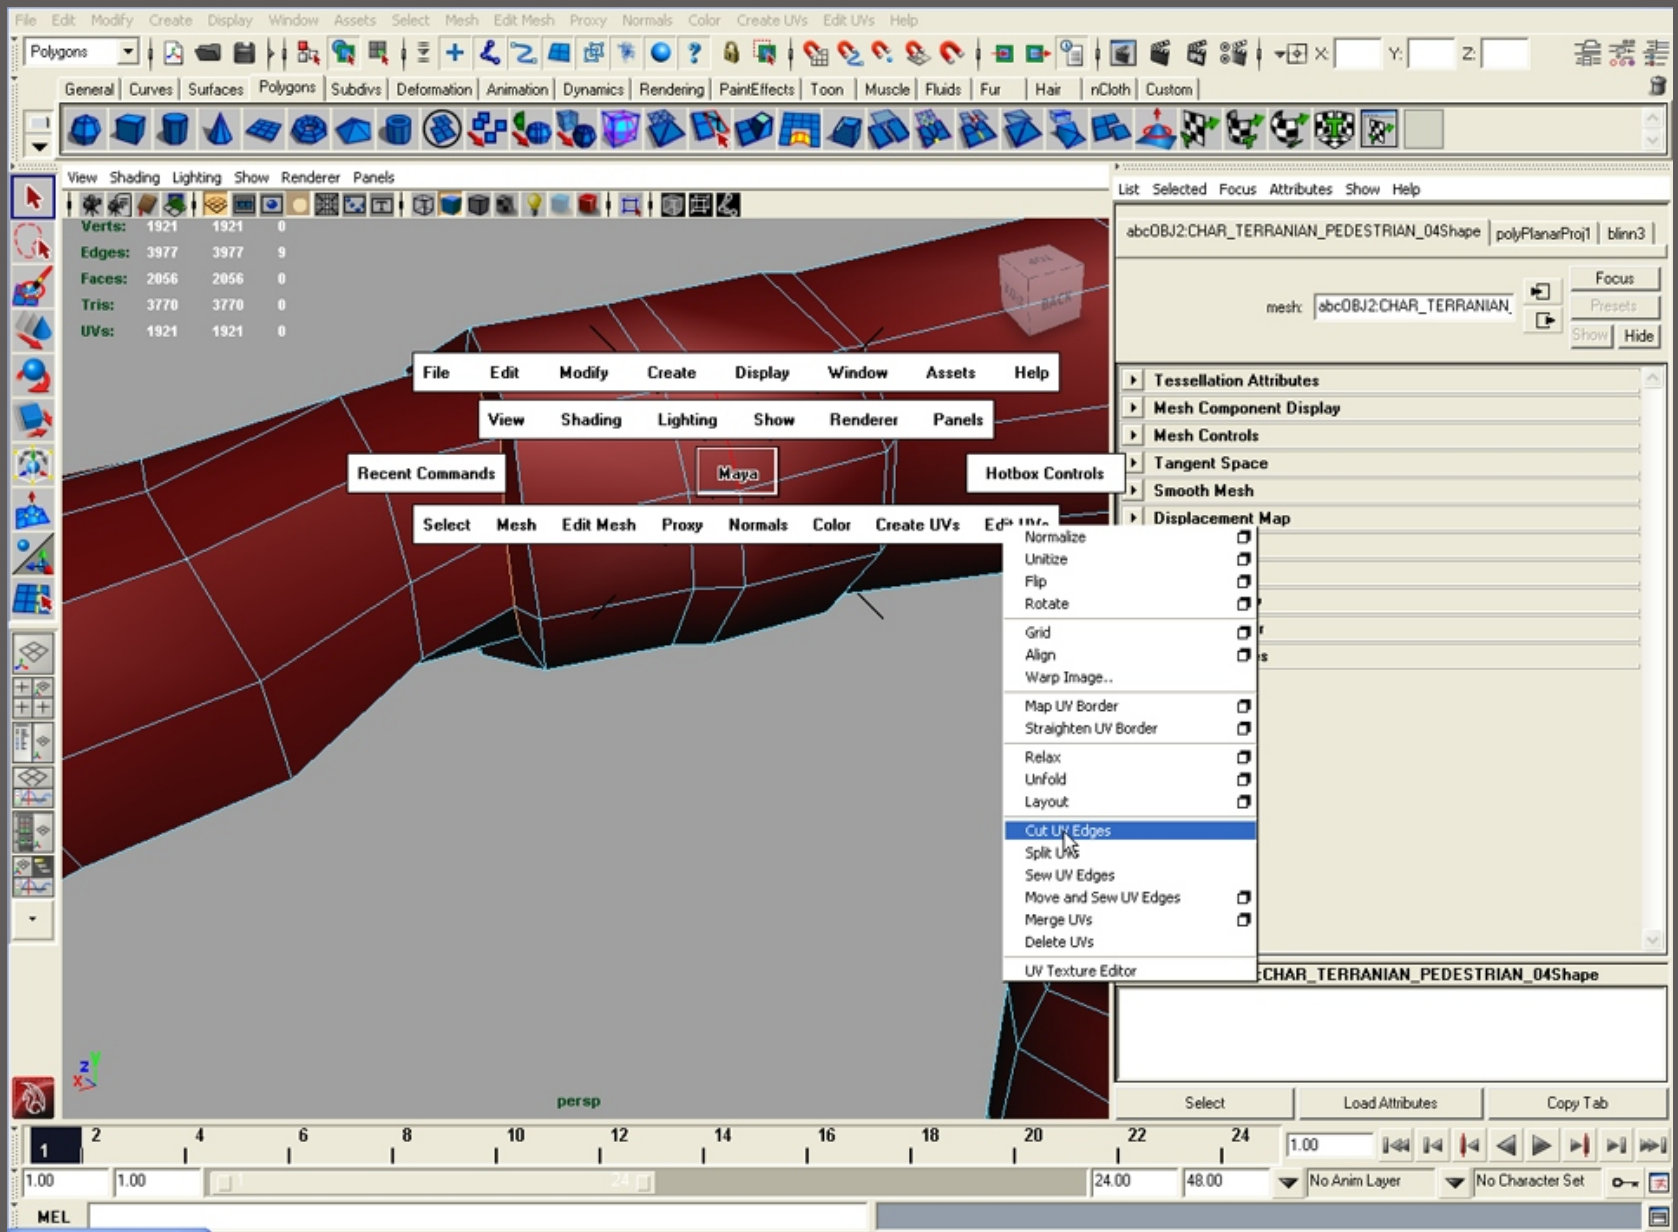 File Edit Modify Create Display Window Assets Select Mesh Edit Mesh Proxy Normals Color Create UVs Edit UVs Help
Polygons X: Y: Z:
General Curves Surfaces Polygons Subdivs Deformation Animation Dynamics Rendering PaintEffects Toon Muscle Fluids Fur Hair nCloth Custom
View Shading Lighting Show Renderer Panels
Verts: 1921 1921 0
Edges: 3977 3977 9
Faces: 2056 2056 0
Tris: 3770 3770 0
UVs: 1921 1921 0
BACK
File Edit Modify Create Display Window Assets Help
View Shading Lighting Show Renderer Panels
Recent Commands Maya Hotbox Controls
Select Mesh Edit Mesh Proxy Normals Color Create UVs Edit UVs
Normalize
Unitize
Flip
Rotate
Grid
Align
Warp Image..
Map UV Border
Straighten UV Border
Relax
Unfold
Layout
Cut UV Edges
Split UVs
Sew UV Edges
Move and Sew UV Edges
Merge UVs
Delete UVs
UV Texture Editor
List Selected Focus Attributes Show Help
abcOBJ2:CHAR_TERRANIAN_PEDESTRIAN_04Shape polyPlanarProj1 blinn3
Focus
mesh: abcOBJ2:CHAR_TERRANIAN_ Presets
Show Hide
Tessellation Attributes
Mesh Component Display
Mesh Controls
Tangent Space
Smooth Mesh
Displacement Map
r
s
:CHAR_TERRANIAN_PEDESTRIAN_04Shape
Select Load Attributes Copy Tab
z y x
persp
1 2 4 6 8 10 12 14 16 18 20 22 24 1.00
1.00 1.00 1 24 24.00 48.00 No Anim Layer No Character Set
MEL